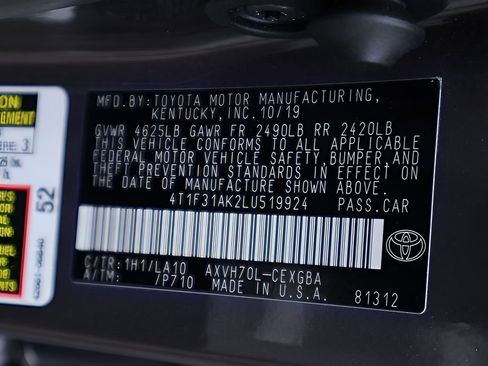 MFD.BY:TOYOTA MOTOR MANUFACTURING,
KENTUCKY, INC. 10/19
GVWR 4625LB GAWR FR 2490LB RR 2420LB
THIS VEHICLE CONFORMS TO ALL APPLICABLE
FEDERAL MOTOR VEHICLE SAFETY,BUMPER,AND
THEFT PREVENTION STANDARDS IN EFFECT ON
THE DATE OF MANUFACTURE SHOWN ABOVE.
4T1F31AK2LU519924 PASS.CAR
C/TR: 1H1/LA10 AXVH70L-CEXGBA
A/TM: /P710 MADE IN U.S.A. 81312
ION
3
52